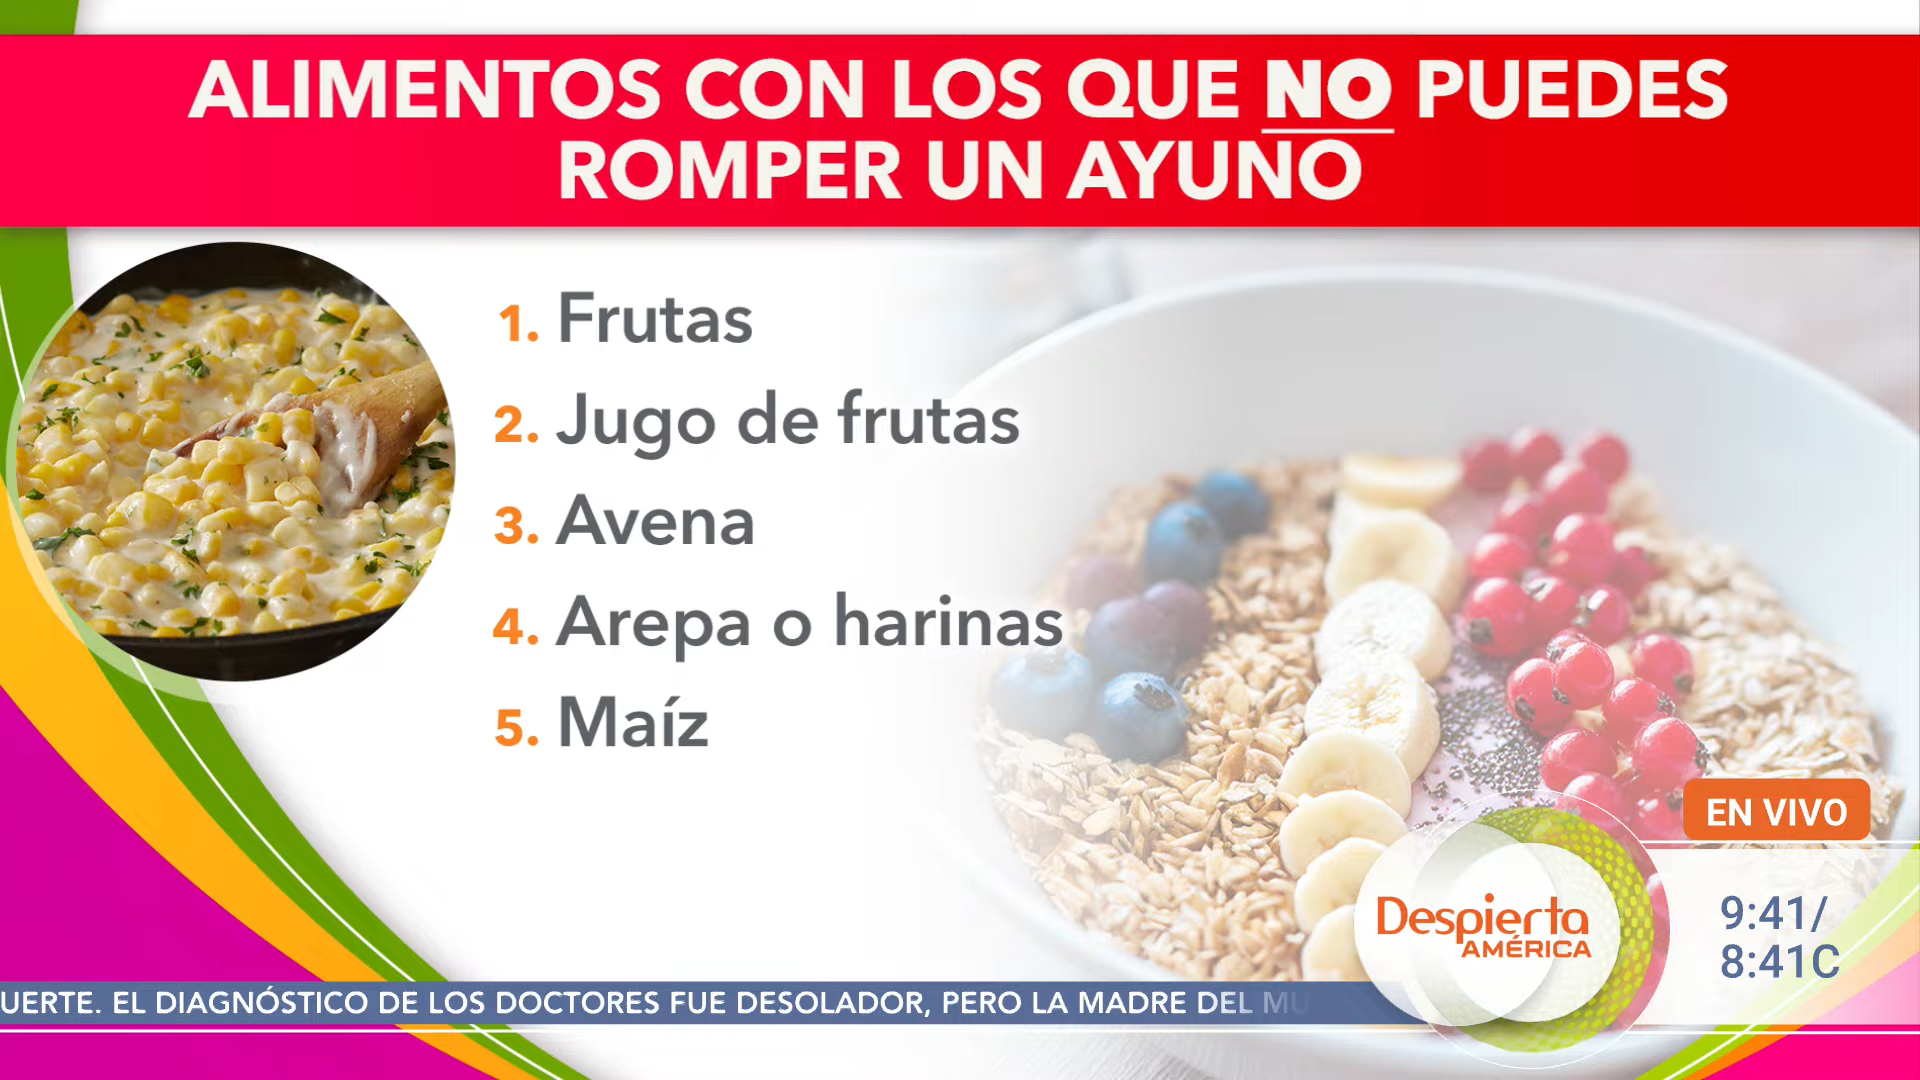 ALIMENTOS CON LOS QUE NO PUEDES
ROMPER UN AYUNO
1. Frutas
2. Jugo de frutas
3. Avena
4. Arepa o harinas
5. Maíz
EN VIVO
Despierta
AMÉRICA
9:41/
8:41C
UERTE. EL DIAGNÓSTICO DE LOS DOCTORES FUE DESOLADOR, PERO LA MADRE DEL